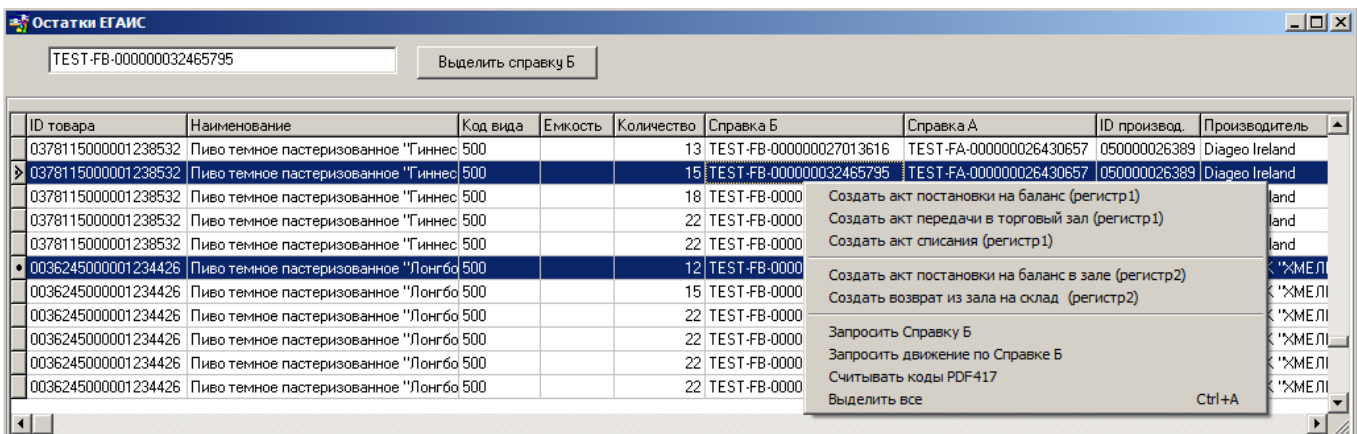 Остатки ЕГАИС
TEST-FB-000000032465795 Выделить справку Б
ID товара Наименование Код вида Емкость Количество Справка Б Справка А ID производ. Производитель
0378115000001238532 Пиво темное пастеризованное "Гиннес 500 13 TEST-FB-000000027013616 TEST-FA-000000026430657 050000026389 Diageo Ireland
0378115000001238532 Пиво темное пастеризованное "Гиннес 500 15 TEST-FB-000000032465795 TEST-FA-000000026430657 050000026389 Diageo Ireland
0378115000001238532 Пиво темное пастеризованное "Гиннес 500 18 TEST-FB-0000 land
0378115000001238532 Пиво темное пастеризованное "Гиннес 500 22 TEST-FB-0000 land
0378115000001238532 Пиво темное пастеризованное "Гиннес 500 22 TEST-FB-0000 land
0036245000001234426 Пиво темное пастеризованное "Лонгбо 500 12 TEST-FB-0000 "ХМЕЛ
0036245000001234426 Пиво темное пастеризованное "Лонгбо 500 15 TEST-FB-0000 "ХМЕЛ
0036245000001234426 Пиво темное пастеризованное "Лонгбо 500 22 TEST-FB-0000 "ХМЕЛ
0036245000001234426 Пиво темное пастеризованное "Лонгбо 500 22 TEST-FB-0000 "ХМЕЛ
0036245000001234426 Пиво темное пастеризованное "Лонгбо 500 22 TEST-FB-0000 "ХМЕЛ
0036245000001234426 Пиво темное пастеризованное "Лонгбо 500 22 TEST-FB-0000 "ХМЕЛ
Создать акт постановки на баланс (регистр1)
Создать акт передачи в торговый зал (регистр1)
Создать акт списания (регистр1)
Создать акт постановки на баланс в зале (регистр2)
Создать возврат из зала на склад (регистр2)
Запросить Справку Б
Запросить движение по Справке Б
Считывать коды PDF417
Выделить все Ctrl+A